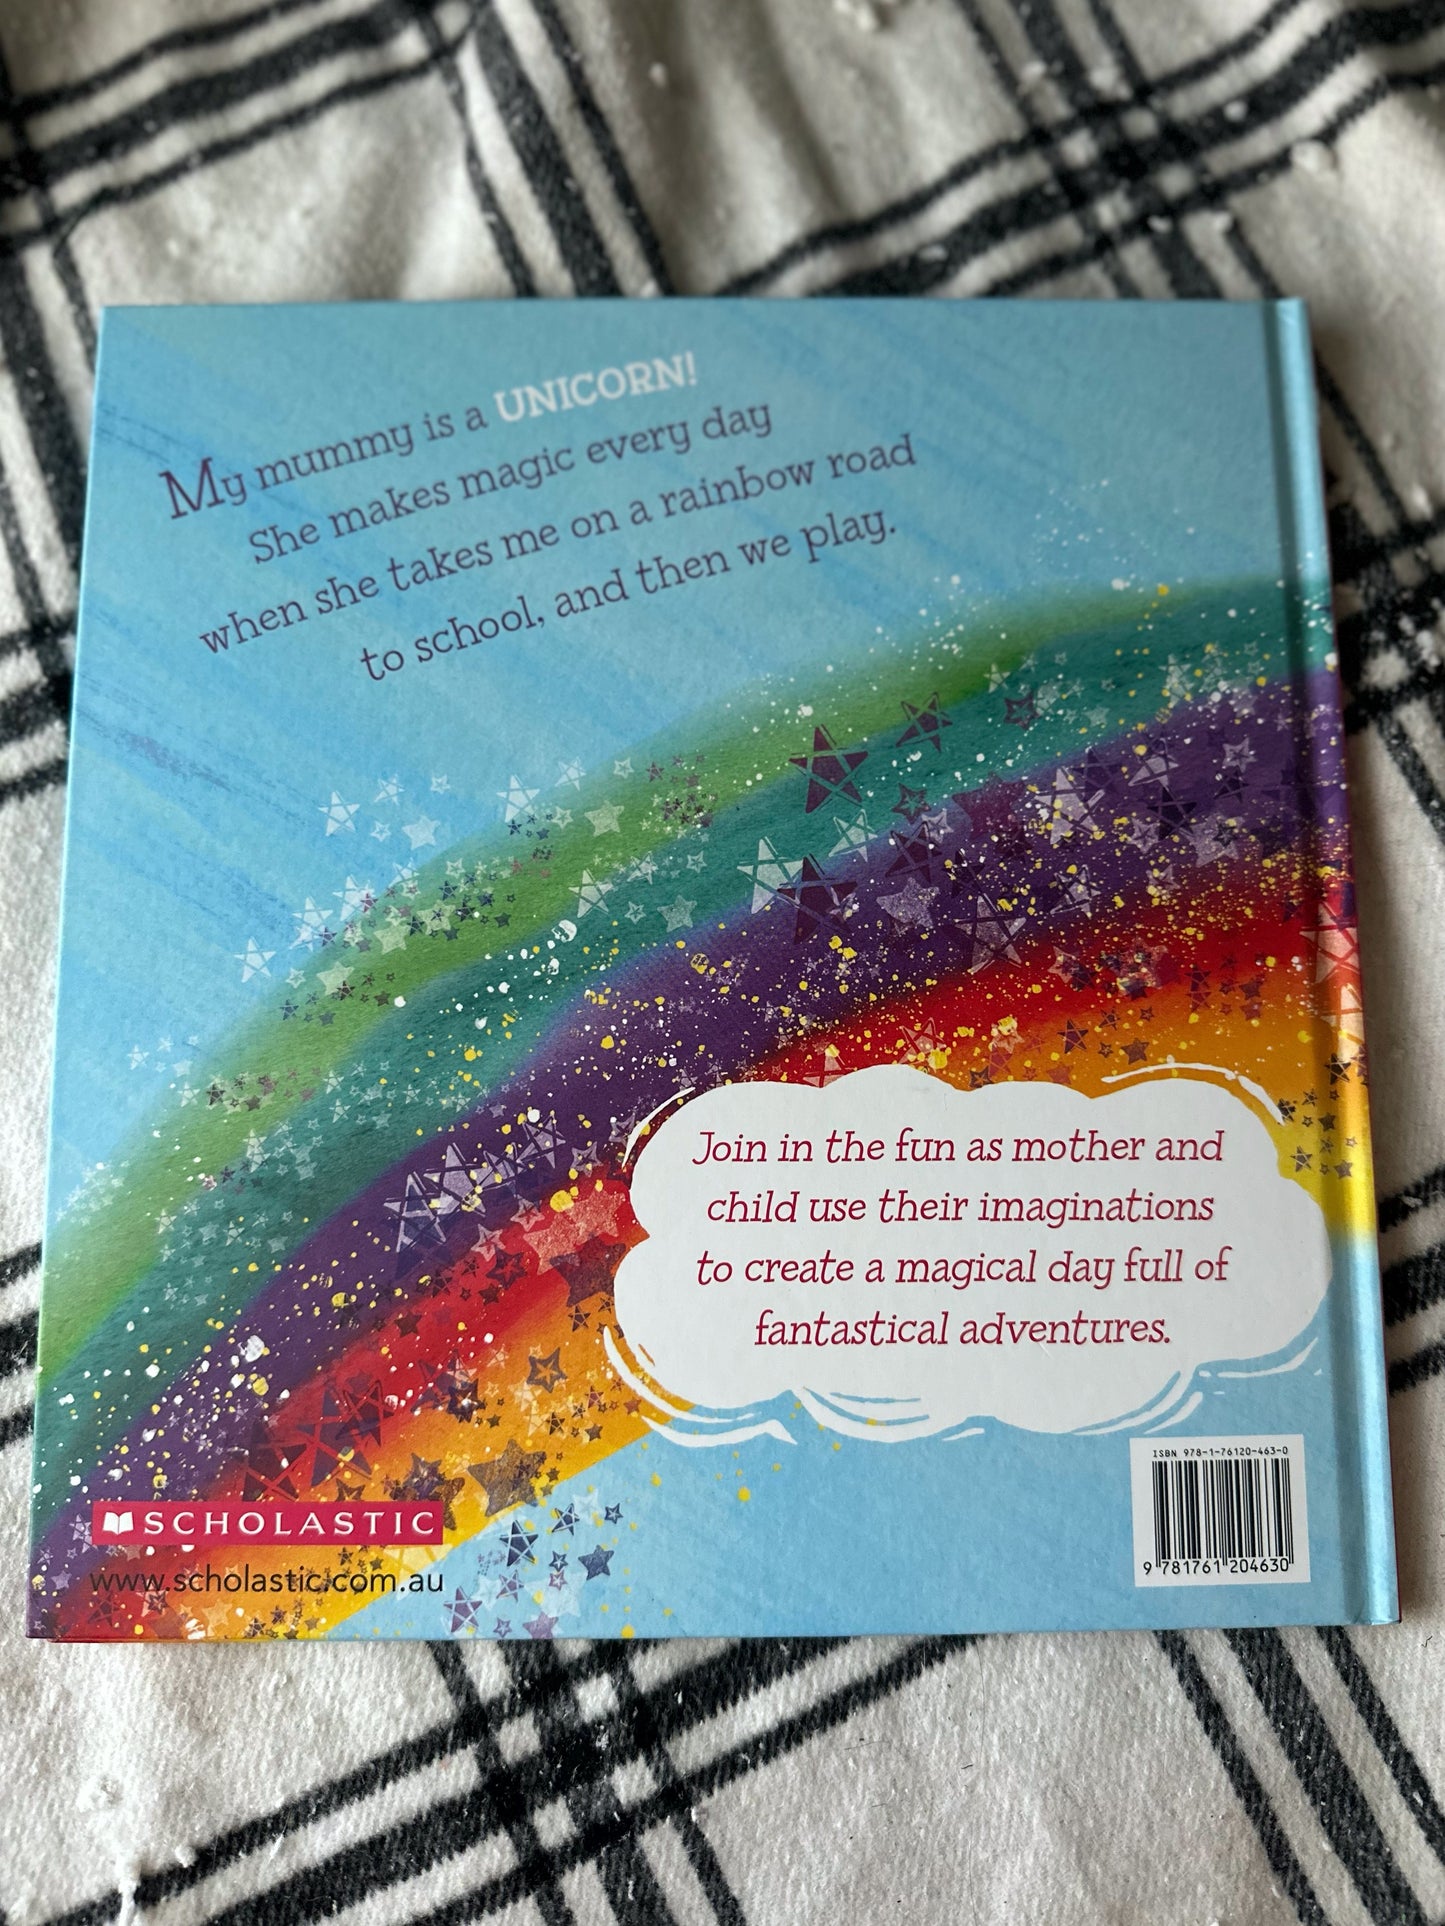 My mummy is a UNICORN!
She makes magic every day
when she takes me on a rainbow road
to school, and then we play.
Join in the fun as mother and
child use their imaginations
to create a magical day full of
fantastical adventures.
ISBN 978-1-76120-463-0
9 781761 204630
SCHOLASTIC
www.scholastic.com.au